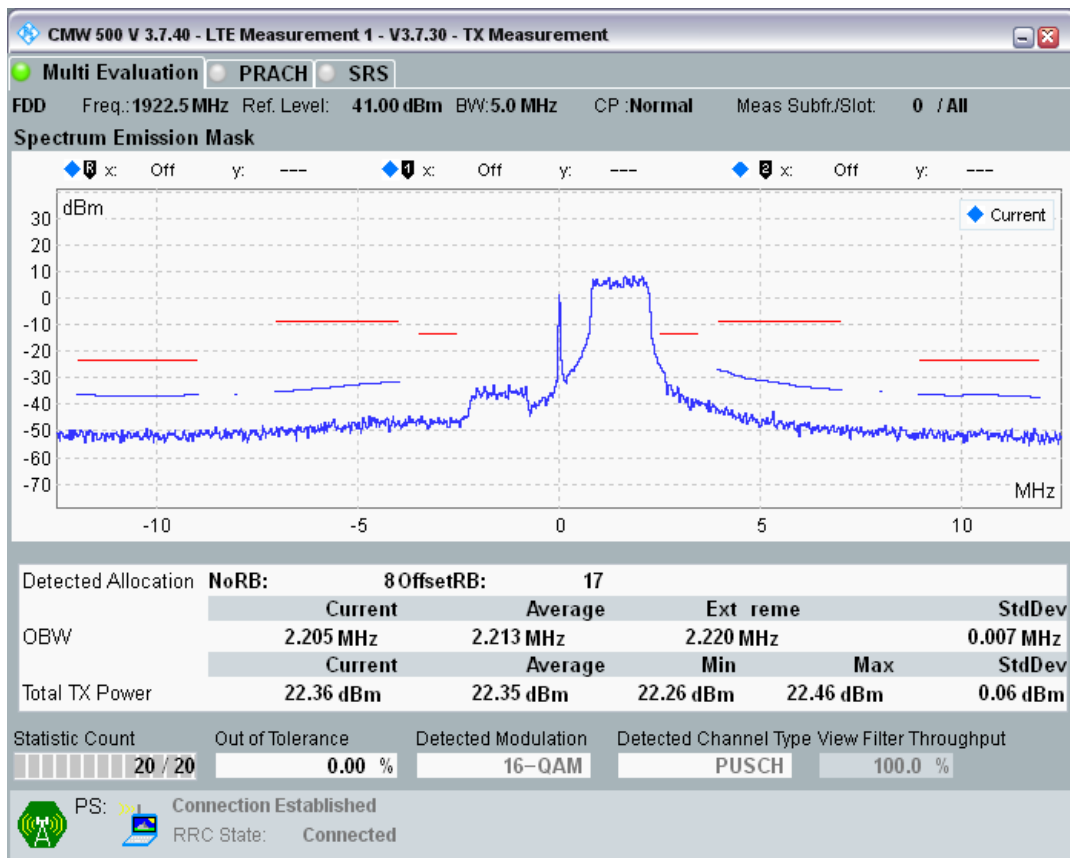 CMW 500 V 3.7.40 - LTE Measurement 1 - V3.7.30 - TX Measurement
Multi Evaluation PRACH SRS
FDD Freq.: 1922.5 MHz Ref. Level: 41.00 dBm BW: 5.0 MHz CP : Normal Meas Subfr./Slot: 0 / All
Spectrum Emission Mask
R x: Off y: --- 1 x: Off y: --- 2 x: Off y: ---
dBm
Current
30
20
10
0
-10
-20
-30
-40
-50
-60
-70
MHz
-10 -5 0 5 10
Detected Allocation NoRB: 8 OffsetRB: 17
Current Average Ext reme StdDev
OBW 2.205 MHz 2.213 MHz 2.220 MHz 0.007 MHz
Current Average Min Max StdDev
Total TX Power 22.36 dBm 22.35 dBm 22.26 dBm 22.46 dBm 0.06 dBm
Statistic Count Out of Tolerance Detected Modulation Detected Channel Type View Filter Throughput
20 / 20 0.00 % 16-QAM PUSCH 100.0 %
PS: Connection Established
RRC State: Connected